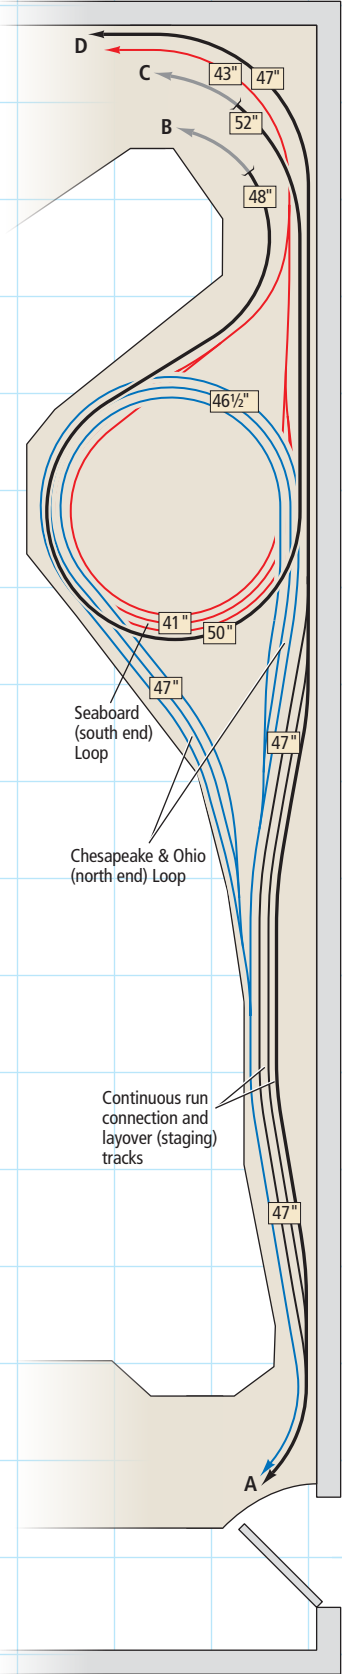 D
C
B
43"
47"
52"
48"
46½"
41"
50"
47"
Seaboard
(south end)
Loop
47"
Chesapeake & Ohio
(north end) Loop
Continuous run
connection and
layover (staging)
tracks
47"
A